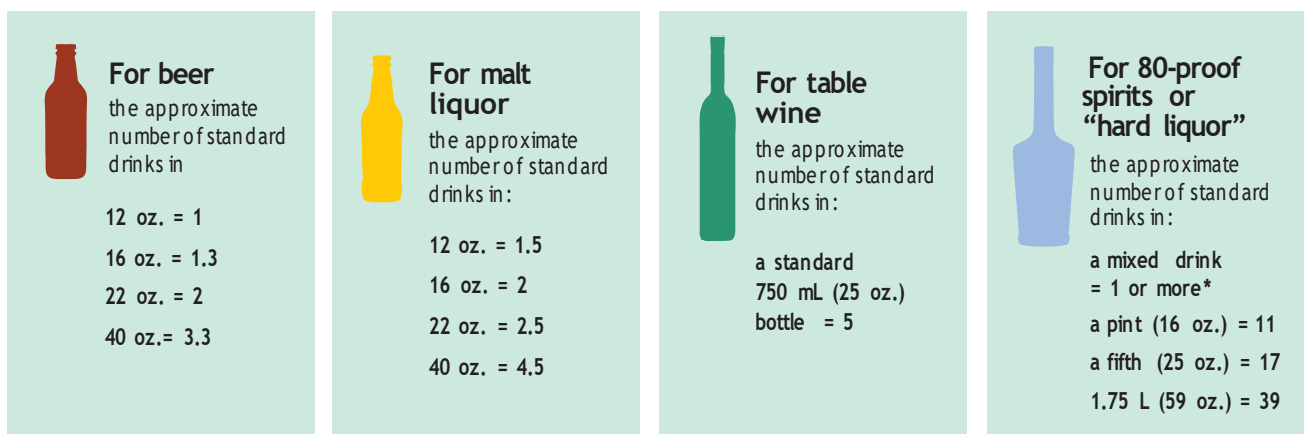 For beer
the approximate
number of standard
drinks in
12 oz. = 1
16 oz. = 1.3
22 oz. = 2
40 oz.= 3.3
For malt
liquor
the approximate
number of standard
drinks in:
12 oz. = 1.5
16 oz. = 2
22 oz. = 2.5
40 oz. = 4.5
For table
wine
the approximate
number of standard
drinks in:
a standard
750 mL (25 oz.)
bottle = 5
For 80-proof
spirits or
“hard liquor”
the approximate
number of standard
drinks in:
a mixed drink
= 1 or more*
a pint (16 oz.) = 11
a fifth (25 oz.) = 17
1.75 L (59 oz.) = 39